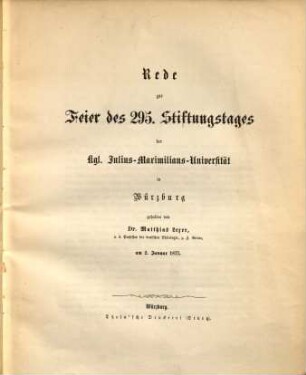 Rede
zur
Feier des 295. Stiftungstages
der
Kgl. Julius-Maximilians-Universität
in
Würzburg
gehalten von
Dr. Matthias Lexer,
o. ö. Professor der deutschen Philologie, z. Z. Rector,
am 2. Januar 1877.
Würzburg.
Thein'sche Druckerei